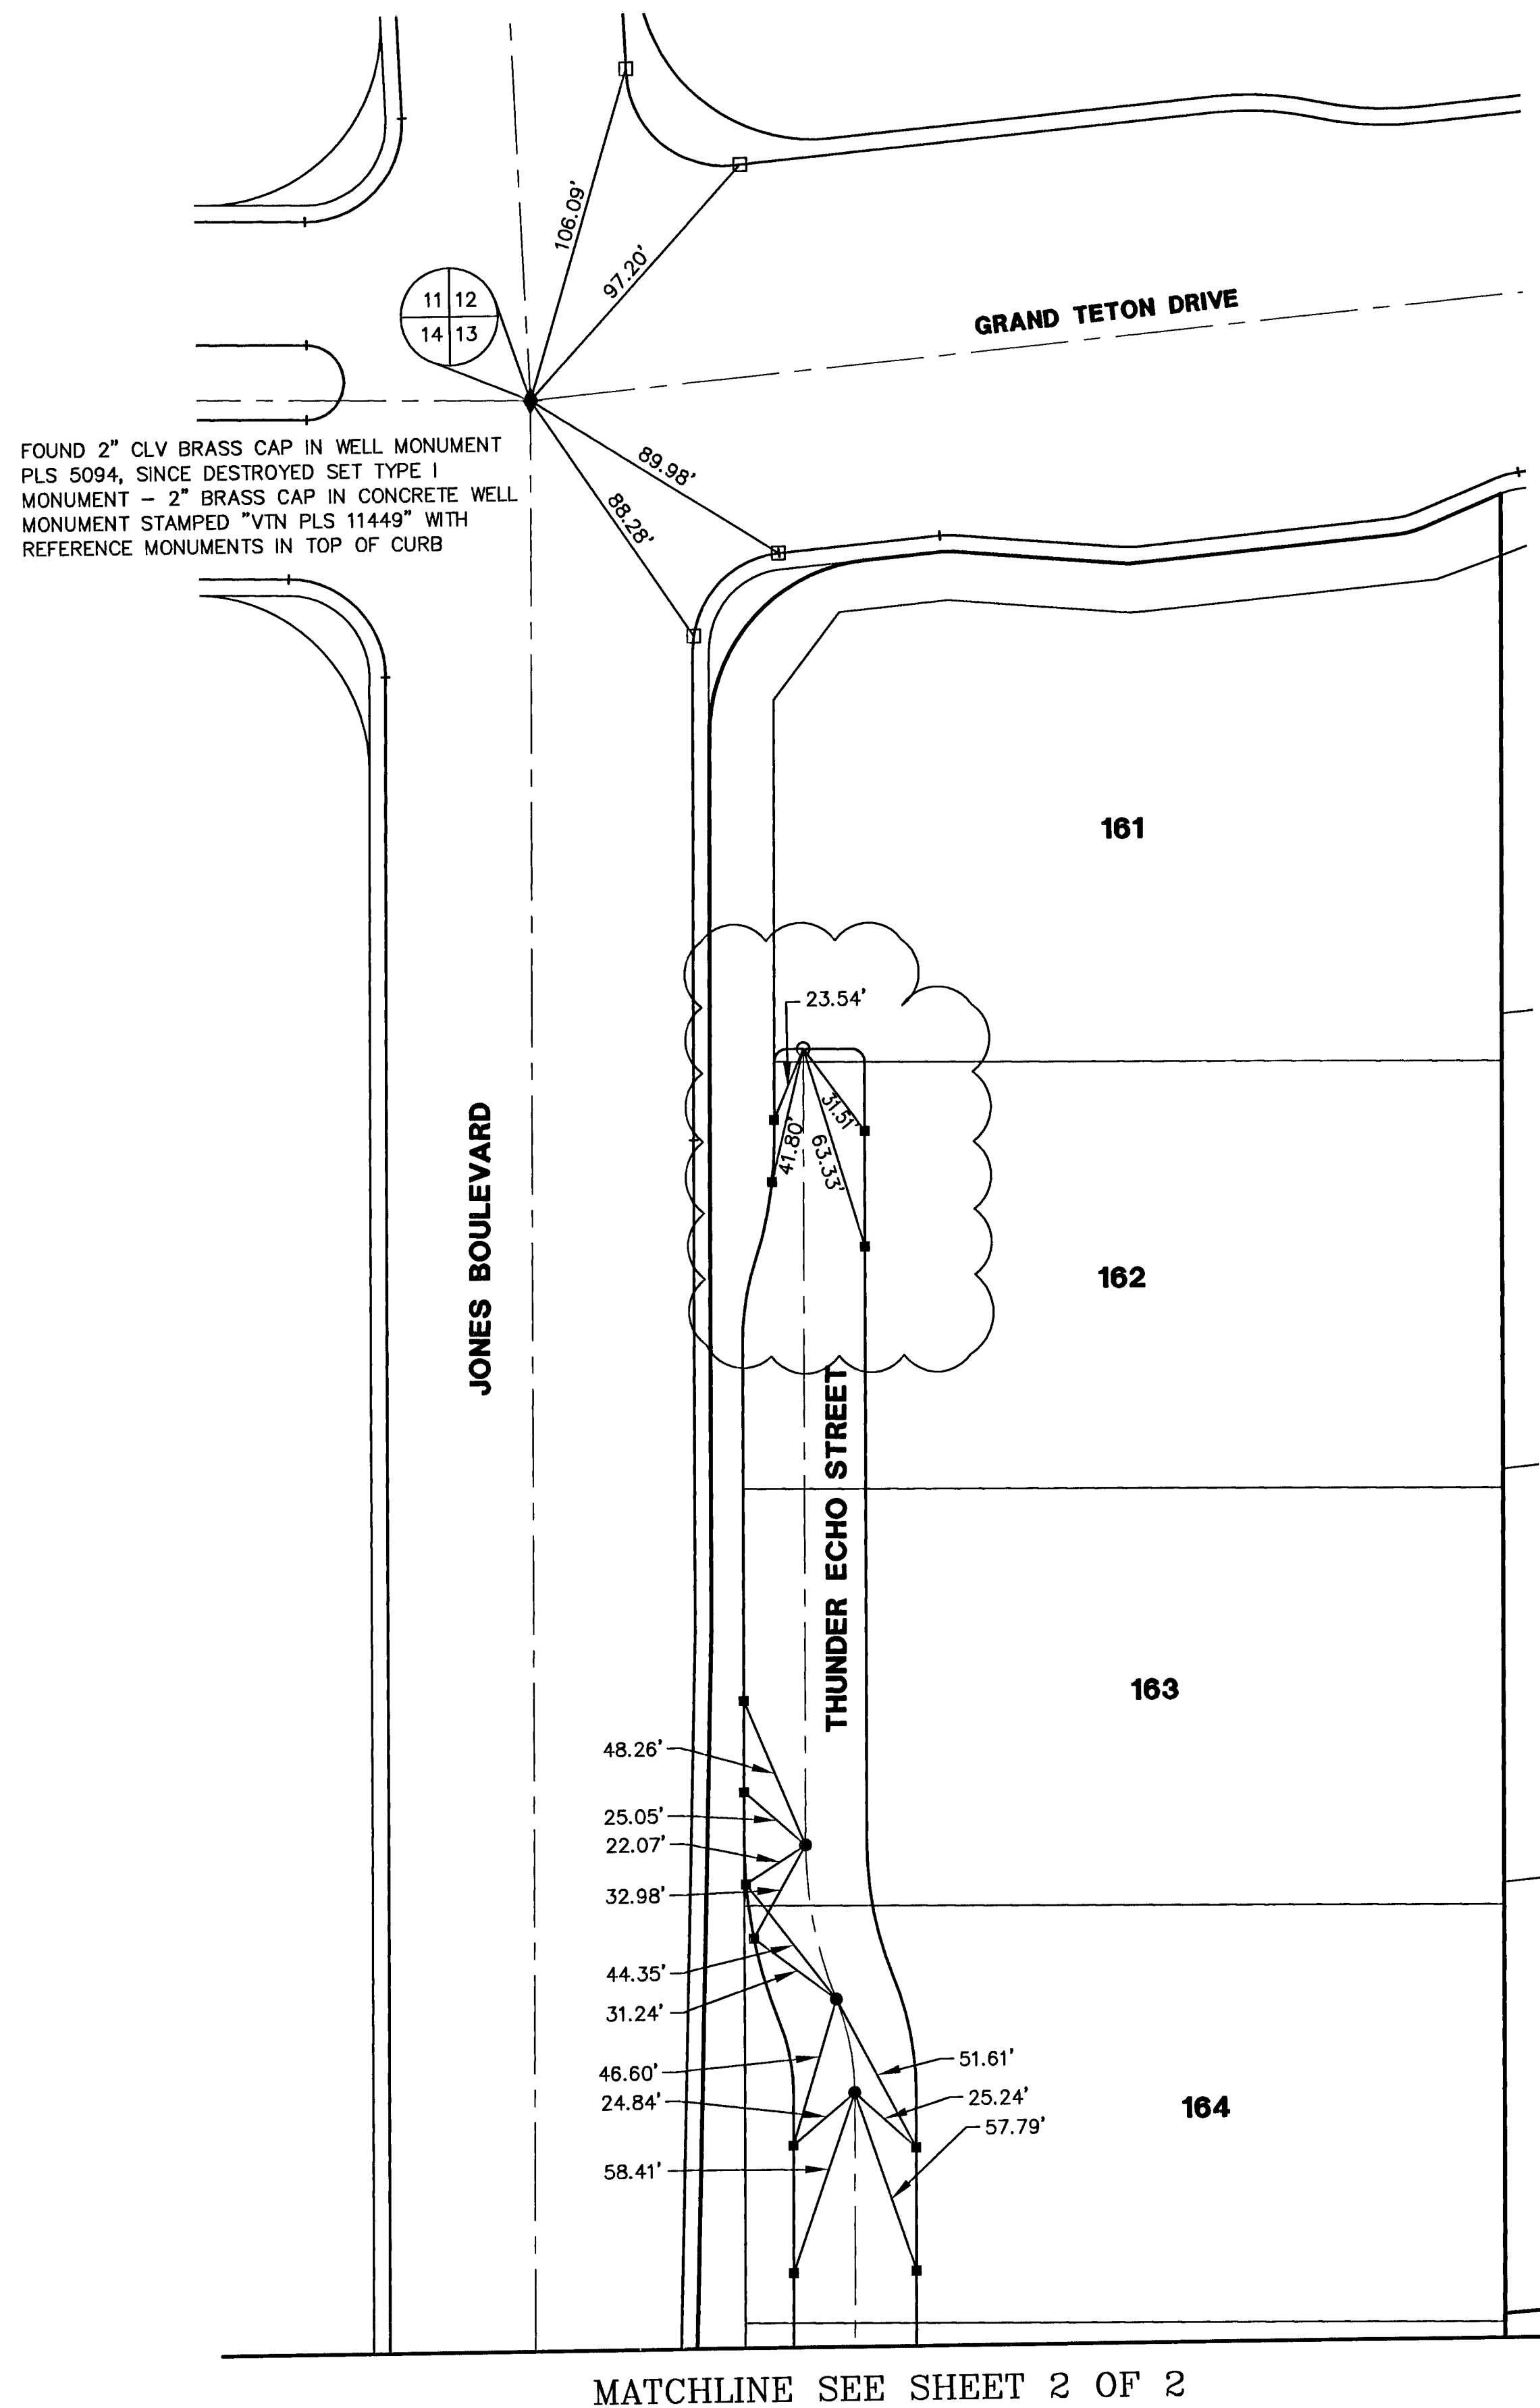 106.09'
97.20'
11 12
14 13
GRAND TETON DRIVE
FOUND 2" CLV BRASS CAP IN WELL MONUMENT
PLS 5094, SINCE DESTROYED SET TYPE I
MONUMENT - 2" BRASS CAP IN CONCRETE WELL
MONUMENT STAMPED "VTN PLS 11449" WITH
REFERENCE MONUMENTS IN TOP OF CURB
89.98'
88.28'
161
23.54'
31.51'
41.80'
63.33'
JONES BOULEVARD
162
THUNDER ECHO STREET
163
48.26'
25.05'
22.07'
32.98'
44.35'
31.24'
46.60'
51.61'
24.84'
25.24'
57.79'
164
58.41'
MATCHLINE SEE SHEET 2 OF 2